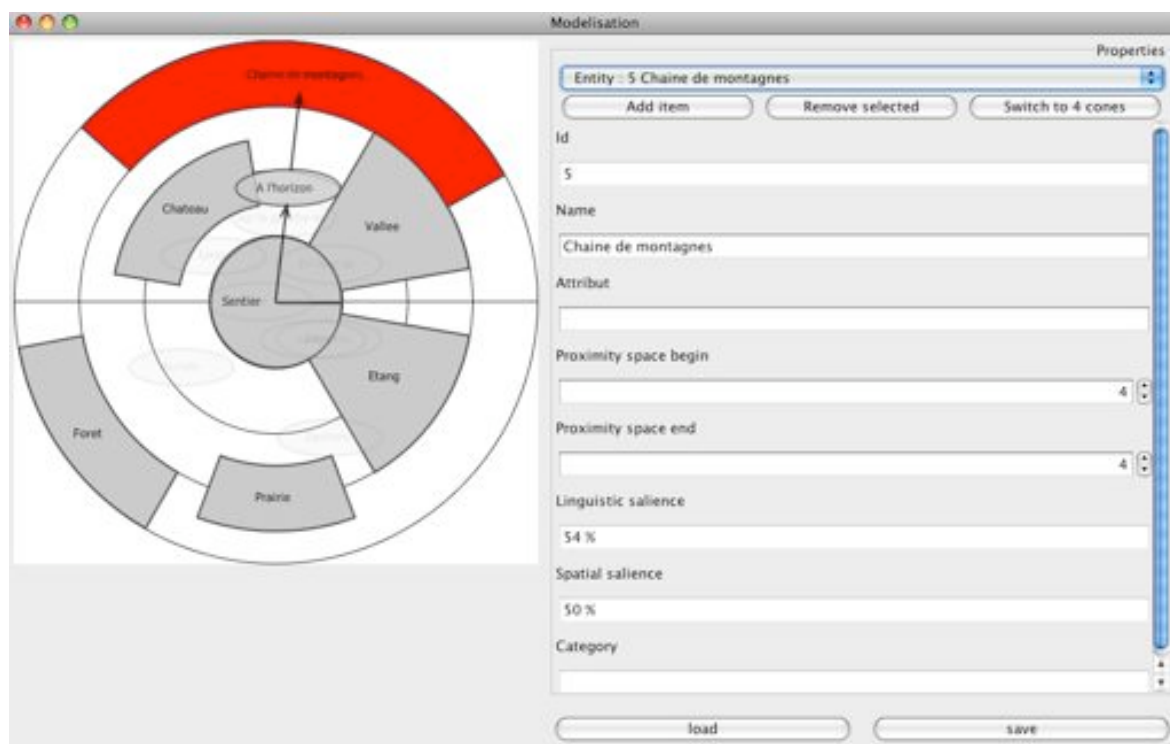 Modelisation
Chaine de montagnes
A l'horizon
Chateau
Vallee
Sentier
Etang
Foret
Prairie
Properties
Entity : 5 Chaine de montagnes
Add item
Remove selected
Switch to 4 cones
Id
5
Name
Chaine de montagnes
Attribut
Proximity space begin
4
Proximity space end
4
Linguistic salience
54 %
Spatial salience
50 %
Category
load
save